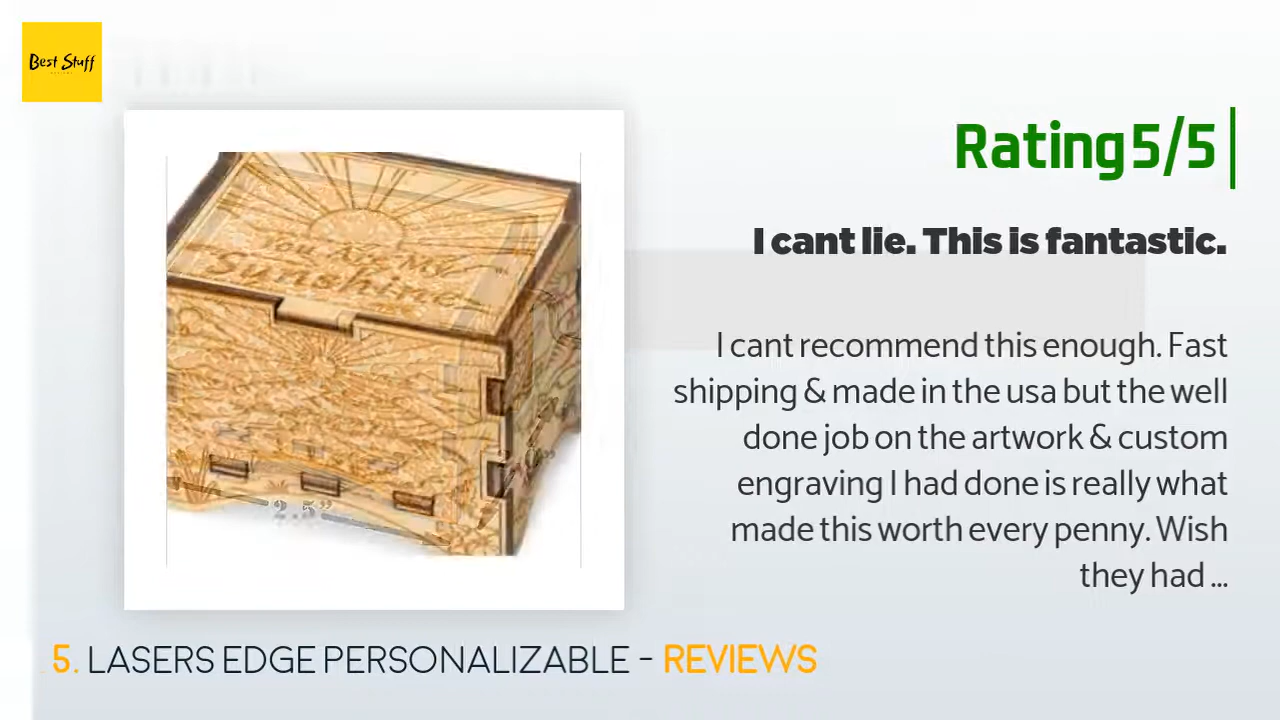 Best Stuff
Rating 5/5
I cant lie. This is fantastic.
I cant recommend this enough. Fast
shipping & made in the usa but the well
done job on the artwork & custom
engraving I had done is really what
made this worth every penny. Wish
they had ...
You Are My
Sunshine
2.5”
5. LASERS EDGE PERSONALIZABLE - REVIEWS